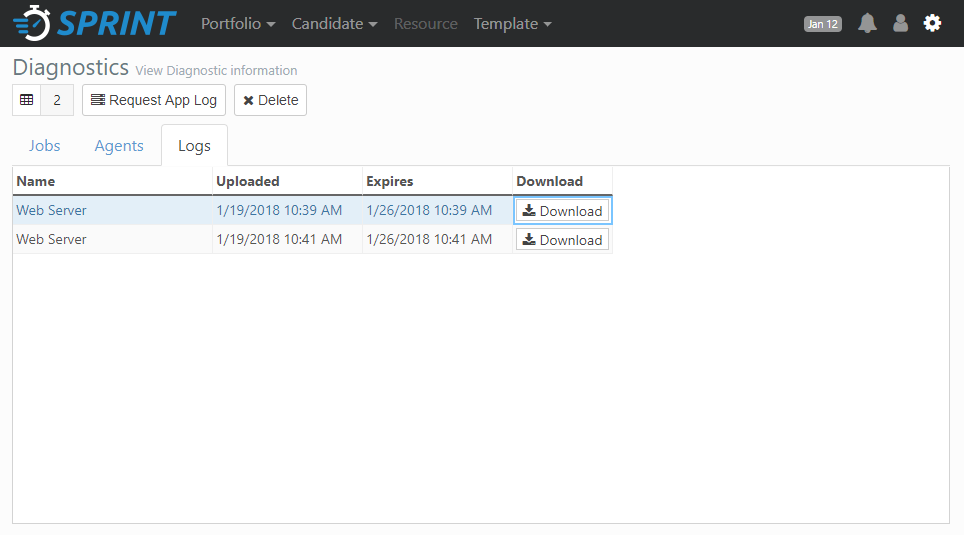 SPRINT Portfolio Candidate Resource Template Jan 12
Diagnostics View Diagnostic information
2 Request App Log Delete
Jobs Agents Logs
Name Uploaded Expires Download
Web Server 1/19/2018 10:39 AM 1/26/2018 10:39 AM Download
Web Server 1/19/2018 10:41 AM 1/26/2018 10:41 AM Download